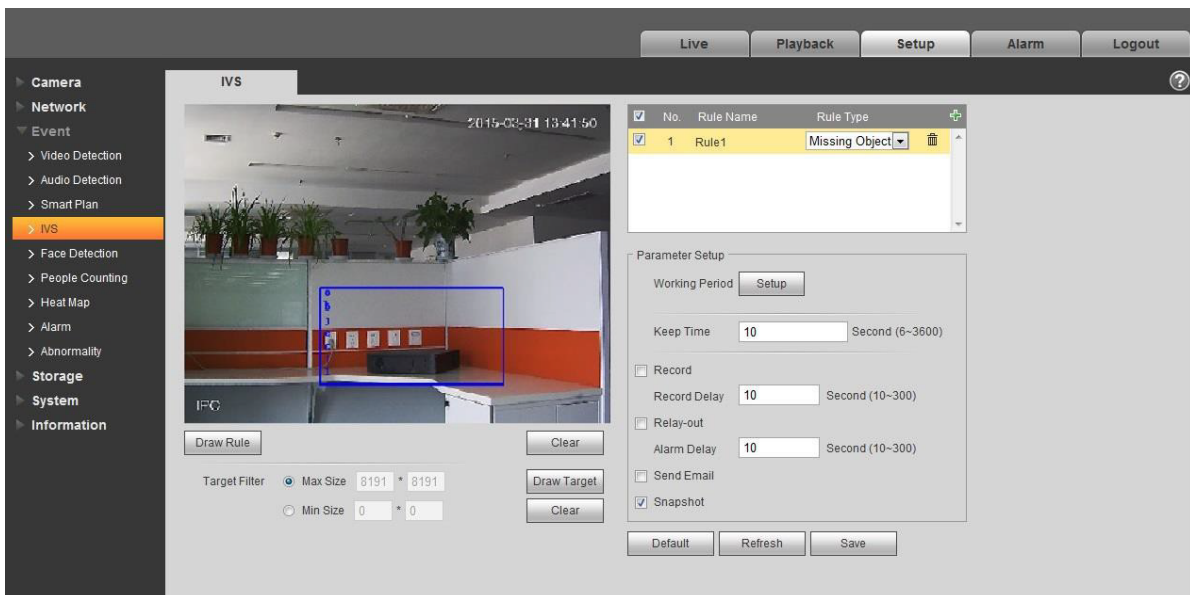 Live Playback Setup Alarm Logout
Camera
Network
Event
Video Detection
Audio Detection
Smart Plan
IVS
Face Detection
People Counting
Heat Map
Alarm
Abnormality
Storage
System
Information
IVS
2015-03-31 13:41:50
IPC
Draw Rule Clear
Target Filter Max Size 8191 * 8191 Draw Target
Min Size 0 * 0 Clear
No. Rule Name Rule Type
1 Rule1 Missing Object
Parameter Setup
Working Period Setup
Keep Time 10 Second (6~3600)
Record
Record Delay 10 Second (10~300)
Relay-out
Alarm Delay 10 Second (10~300)
Send Email
Snapshot
Default Refresh Save